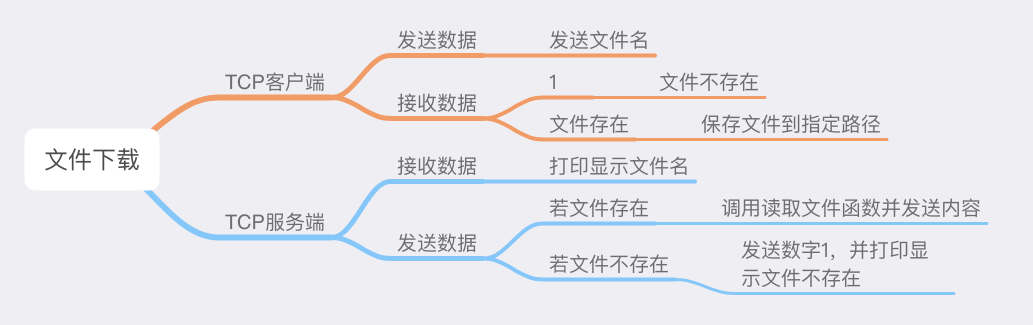 文件下载
TCP客户端
发送数据
发送文件名
接收数据
1
文件不存在
文件存在
保存文件到指定路径
TCP服务端
接收数据
打印显示文件名
发送数据
若文件存在
调用读取文件函数并发送内容
若文件不存在
发送数字1，并打印显
示文件不存在